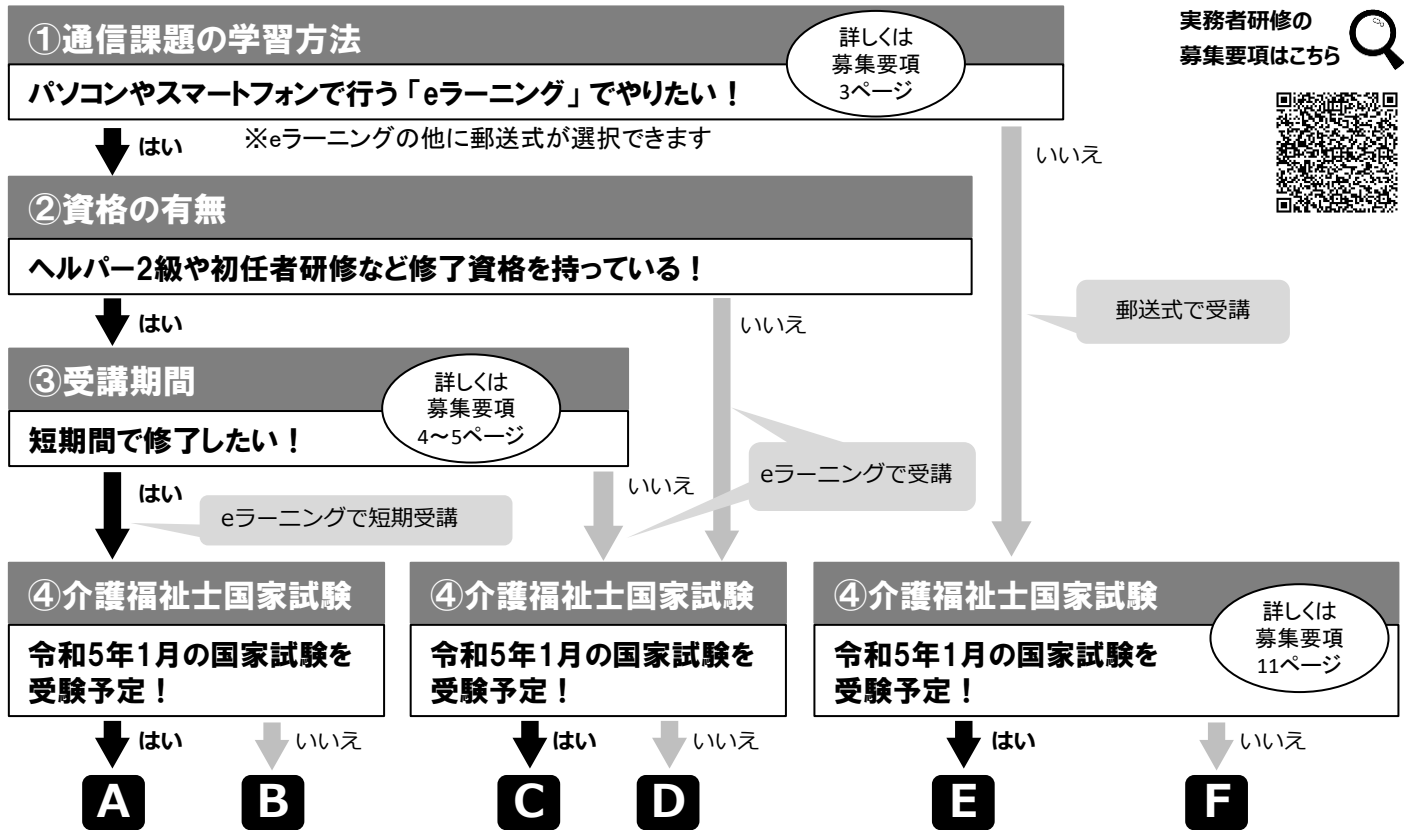 ①通信課題の学習方法
詳しくは
募集要項
3ページ
パソコンやスマートフォンで行う「eラーニング」でやりたい！
実務者研修の
募集要項はこちら
はい
※eラーニングの他に郵送式が選択できます
いいえ
②資格の有無
ヘルパー2級や初任者研修など修了資格を持っている！
はい
いいえ
郵送式で受講
③受講期間
詳しくは
募集要項
4～5ページ
短期間で修了したい！
はい
eラーニングで短期受講
いいえ
eラーニングで受講
④介護福祉士国家試験
令和5年1月の国家試験を
受験予定！
はい
いいえ
A
B
④介護福祉士国家試験
令和5年1月の国家試験を
受験予定！
はい
いいえ
C
D
④介護福祉士国家試験
詳しくは
募集要項
11ページ
令和5年1月の国家試験を
受験予定！
はい
いいえ
E
F